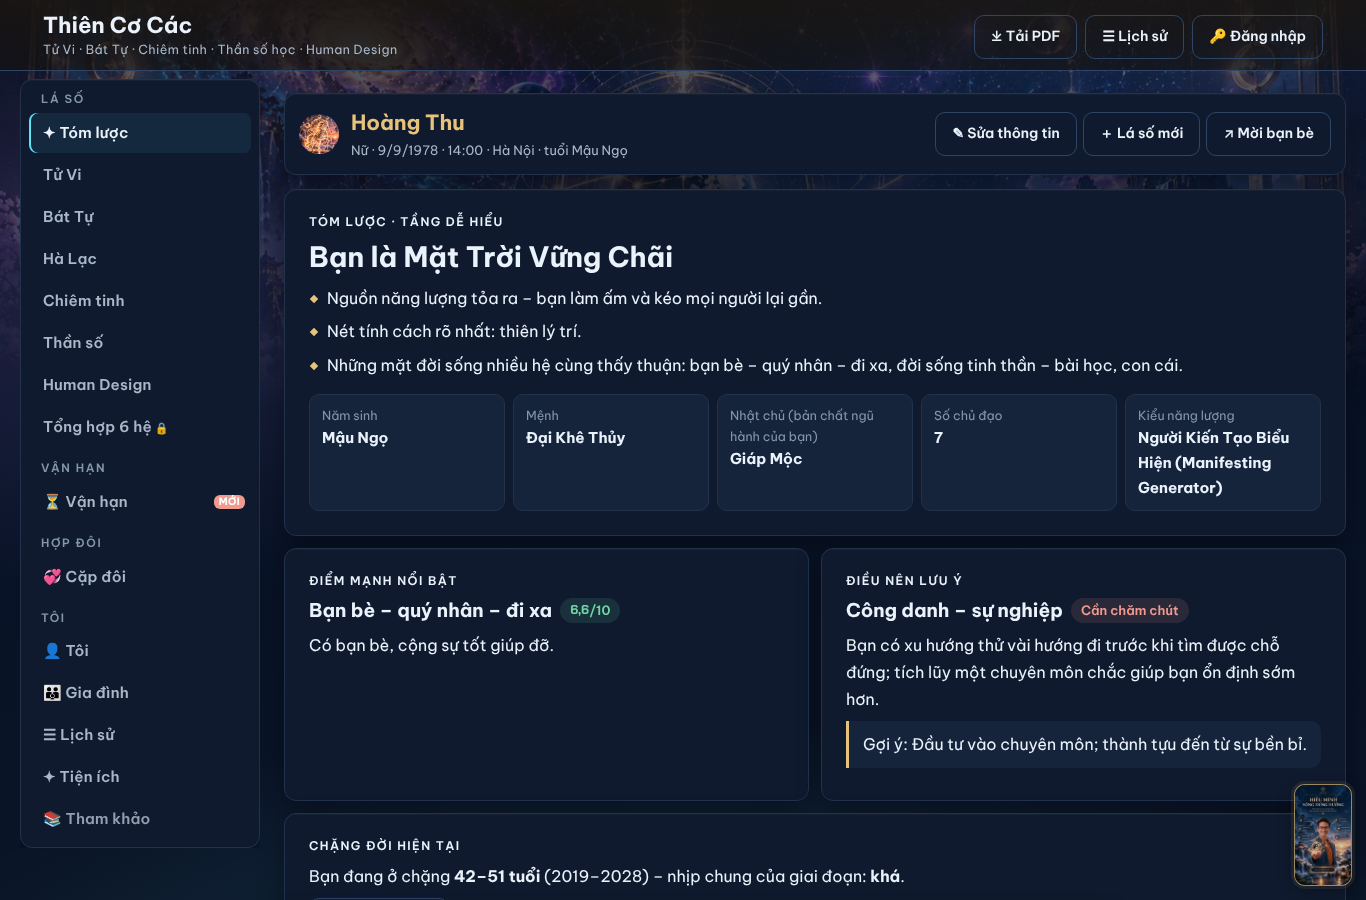 Thiên Cơ Các
Tử Vi · Bát Tự · Chiêm tinh · Thần số học · Human Design
Tải PDF
Lịch sử
Đăng nhập
LÁ SỐ
Tóm lược
Tử Vi
Bát Tự
Hà Lạc
Chiêm tinh
Thần số
Human Design
Tổng hợp 6 hệ
VẬN HẠN
Vận hạn
MỚI
HỢP ĐÔI
Cặp đôi
TÔI
Tôi
Gia đình
Lịch sử
Tiện ích
Tham khảo
Hoàng Thu
Nữ · 9/9/1978 · 14:00 · Hà Nội · tuổi Mậu Ngọ
Sửa thông tin
+ Lá số mới
Mời bạn bè
TÓM LƯỢC · TẦNG DỄ HIỂU
Bạn là Mặt Trời Vững Chãi
Nguồn năng lượng tỏa ra – bạn làm ấm và kéo mọi người lại gần.
Nét tính cách rõ nhất: thiên lý trí.
Những mặt đời sống nhiều hệ cùng thấy thuận: bạn bè – quý nhân – đi xa, đời sống tinh thần – bài học, con cái.
Năm sinh
Mậu Ngọ
Mệnh
Đại Khê Thủy
Nhật chủ (bản chất ngũ
hành của bạn)
Giáp Mộc
Số chủ đạo
7
Kiểu năng lượng
Người Kiến Tạo Biểu
Hiện (Manifesting
Generator)
ĐIỂM MẠNH NỔI BẬT
Bạn bè – quý nhân – đi xa
6,6/10
Có bạn bè, cộng sự tốt giúp đỡ.
ĐIỀU NÊN LƯU Ý
Công danh – sự nghiệp
Cần chăm chút
Bạn có xu hướng thử vài hướng đi trước khi tìm được chỗ
đứng; tích lũy một chuyên môn chắc giúp bạn ổn định sớm
hơn.
Gợi ý: Đầu tư vào chuyên môn; thành tựu đến từ sự bền bỉ.
CHẶNG ĐỜI HIỆN TẠI
Bạn đang ở chặng 42–51 tuổi (2019–2028) – nhịp chung của giai đoạn: khá.